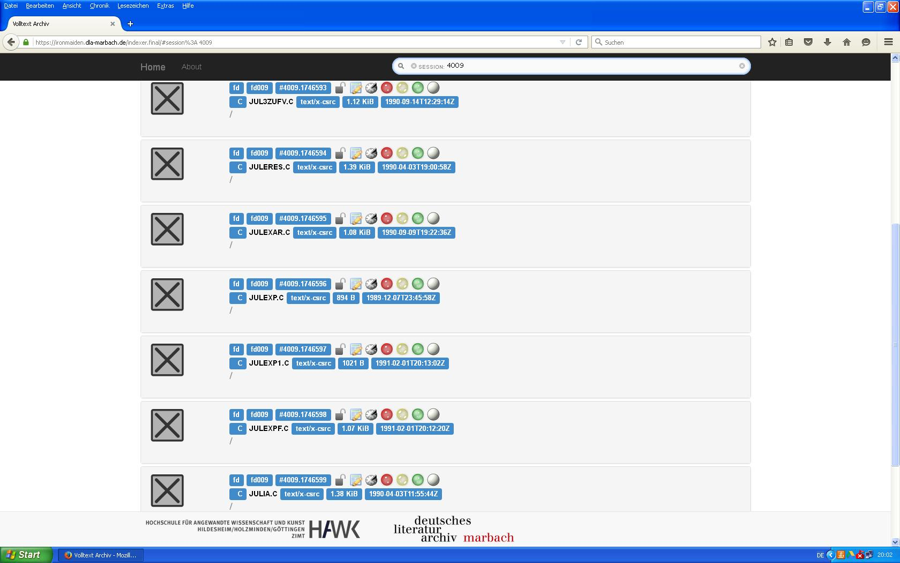 Datei Bearbeiten Ansicht Chronik Lesezeichen Extras Hilfe
Volltext Archiv
https://ironmaiden.dla-marbach.de/indexer.final/#session%3A 4009
Suchen
Home About SESSION: 4009
fd fd009 #4009.1746593
C JUL3ZUFV.C text/x-csrc 1.12 KiB 1990-09-14T12:29:14Z
/
fd fd009 #4009.1746594
C JULERES.C text/x-csrc 1.39 KiB 1990-04-03T19:00:58Z
/
fd fd009 #4009.1746595
C JULEXAR.C text/x-csrc 1.08 KiB 1990-09-09T19:22:36Z
/
fd fd009 #4009.1746596
C JULEXP.C text/x-csrc 894 B 1989-12-07T23:45:58Z
/
fd fd009 #4009.1746597
C JULEXP1.C text/x-csrc 1021 B 1991-02-01T20:13:02Z
/
fd fd009 #4009.1746598
C JULEXPF.C text/x-csrc 1.07 KiB 1991-02-01T20:12:20Z
/
fd fd009 #4009.1746599
C JULIA.C text/x-csrc 1.38 KiB 1990-04-03T11:55:44Z
/
HOCHSCHULE FÜR ANGEWANDTE WISSENSCHAFT UND KUNST
HILDESHEIM/HOLZMINDEN/GÖTTINGEN
ZIMT
HAWK
deutsches
literatur
archiv marbach
Start Volltext Archiv - Mozil... DE 20:02